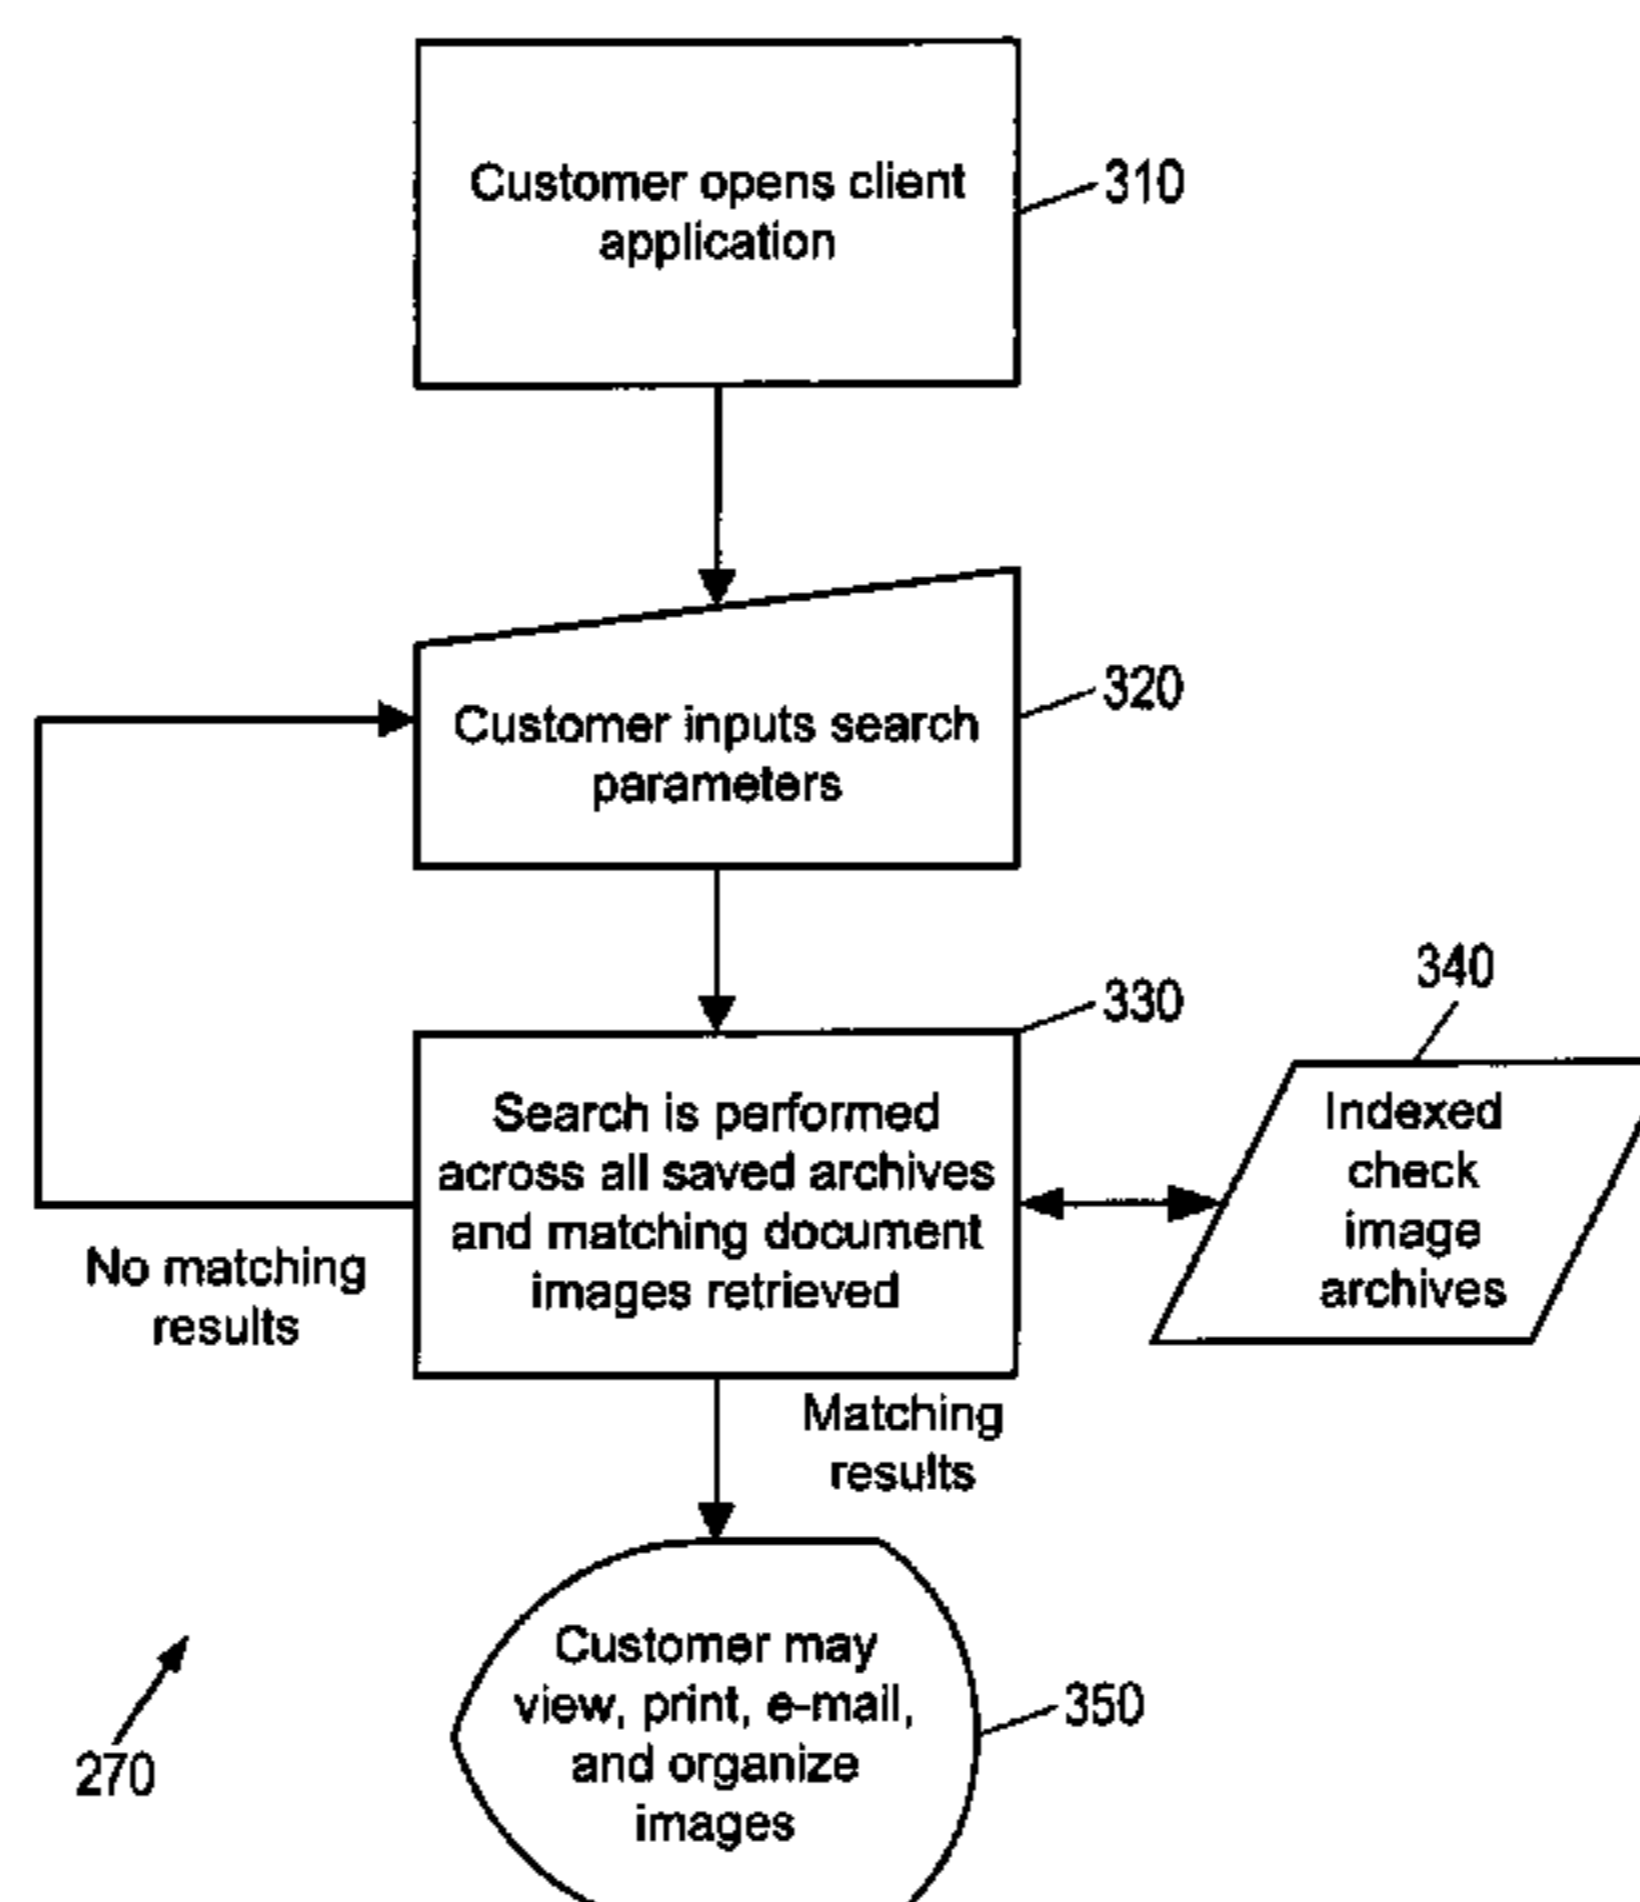 Customer opens client
application
310
320
Customer inputs search
parameters
340
330
Search is performed
across all saved archives
and matching document
images retrieved
Indexed
check
image
archives
No matching
results
Matching
results
Customer may
view, print, e-mail,
and organize
images
350
270